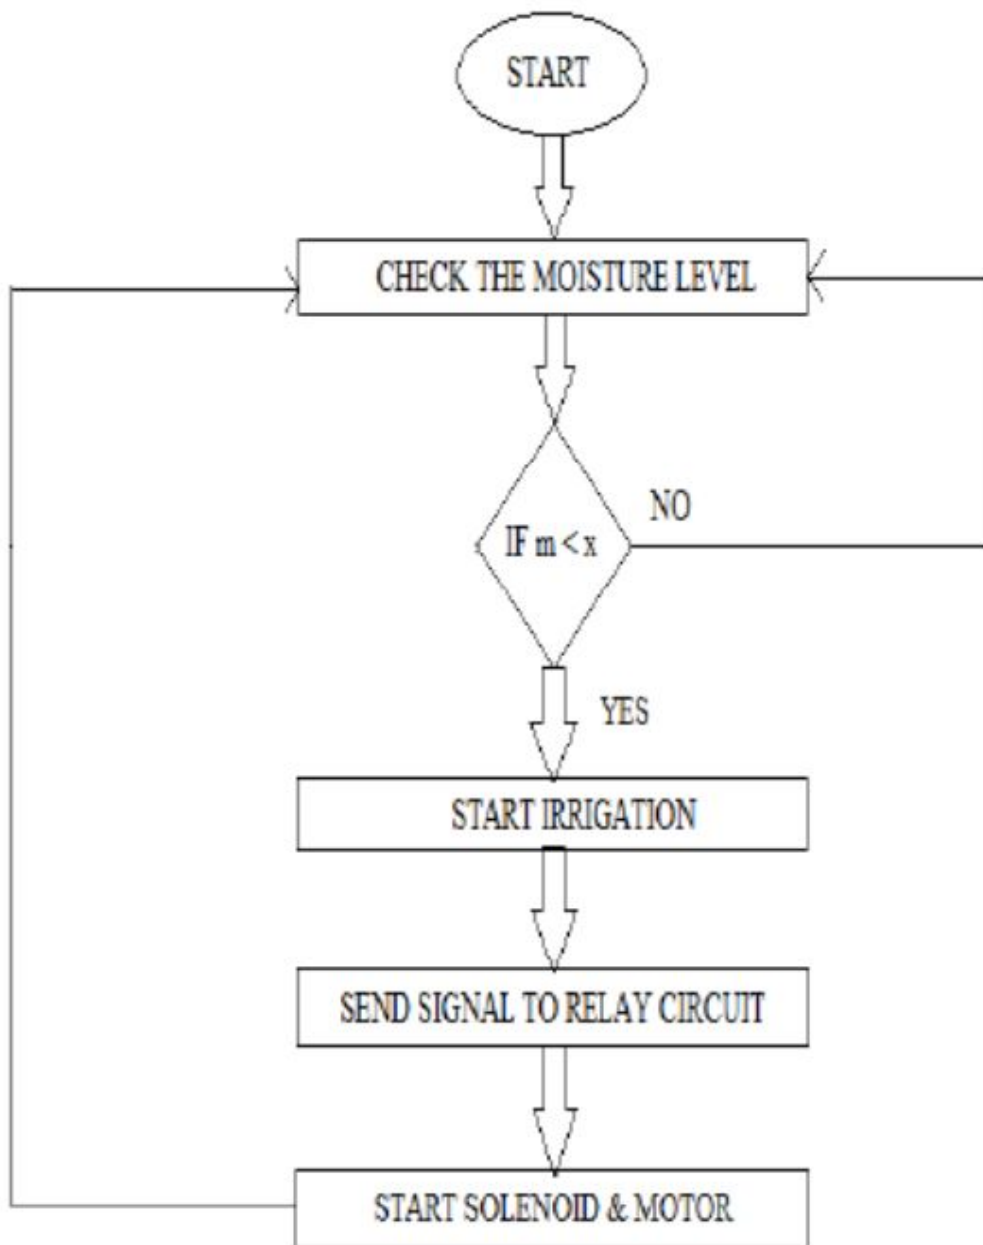 START
CHECK THE MOISTURE LEVEL
NO
IF m < x
YES
START IRRIGATION
SEND SIGNAL TO RELAY CIRCUIT
START SOLENOID & MOTOR